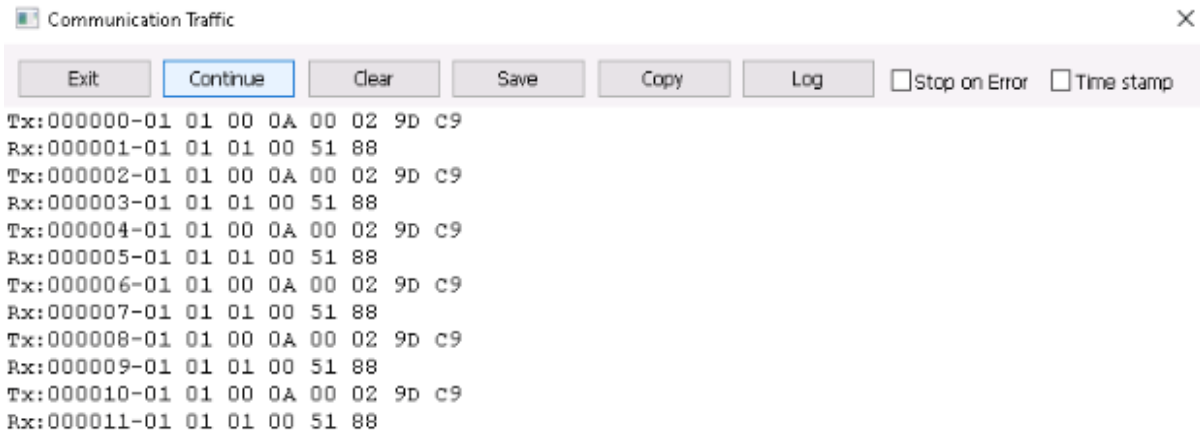 Communication Traffic
Exit Continue Clear Save Copy Log Stop on Error Time stamp
Tx:000000-01 01 00 0A 00 02 9D C9
Rx:000001-01 01 01 00 51 88
Tx:000002-01 01 00 0A 00 02 9D C9
Rx:000003-01 01 01 00 51 88
Tx:000004-01 01 00 0A 00 02 9D C9
Rx:000005-01 01 01 00 51 88
Tx:000006-01 01 00 0A 00 02 9D C9
Rx:000007-01 01 01 00 51 88
Tx:000008-01 01 00 0A 00 02 9D C9
Rx:000009-01 01 01 00 51 88
Tx:000010-01 01 00 0A 00 02 9D C9
Rx:000011-01 01 01 00 51 88